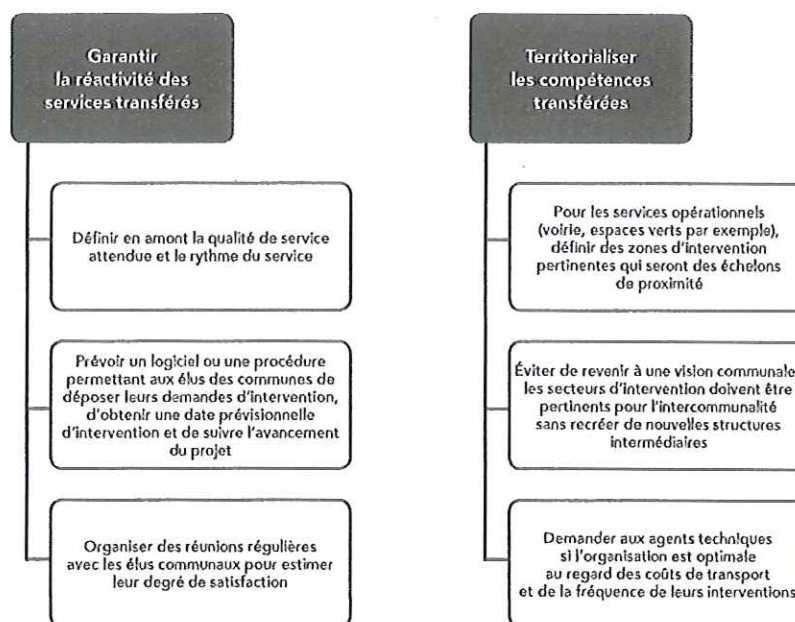 Garantir
la réactivité des
services transférés
Définir en amont la qualité de service
attendue et le rythme du service
Prévoir un logiciel ou une procédure
permettant aux élus des communes de
déposer leurs demandes d'intervention,
d'obtenir une date prévisionnelle
d'intervention et de suivre l'avancement
du projet
Organiser des réunions régulières
avec les élus communaux pour estimer
leur degré de satisfaction
Territorialiser
les compétences
transférées
Pour les services opérationnels
(voirie, espaces verts par exemple),
définir des zones d'intervention
pertinentes qui seront des échelons
de proximité
Éviter de revenir à une vision communale
les secteurs d'intervention doivent être
pertinents pour l'intercommunalité
sans recréer de nouvelles structures
intermédiaires
Demander aux agents techniques
si l'organisation est optimale
au regard des coûts de transport
et de la fréquence de leurs interventions